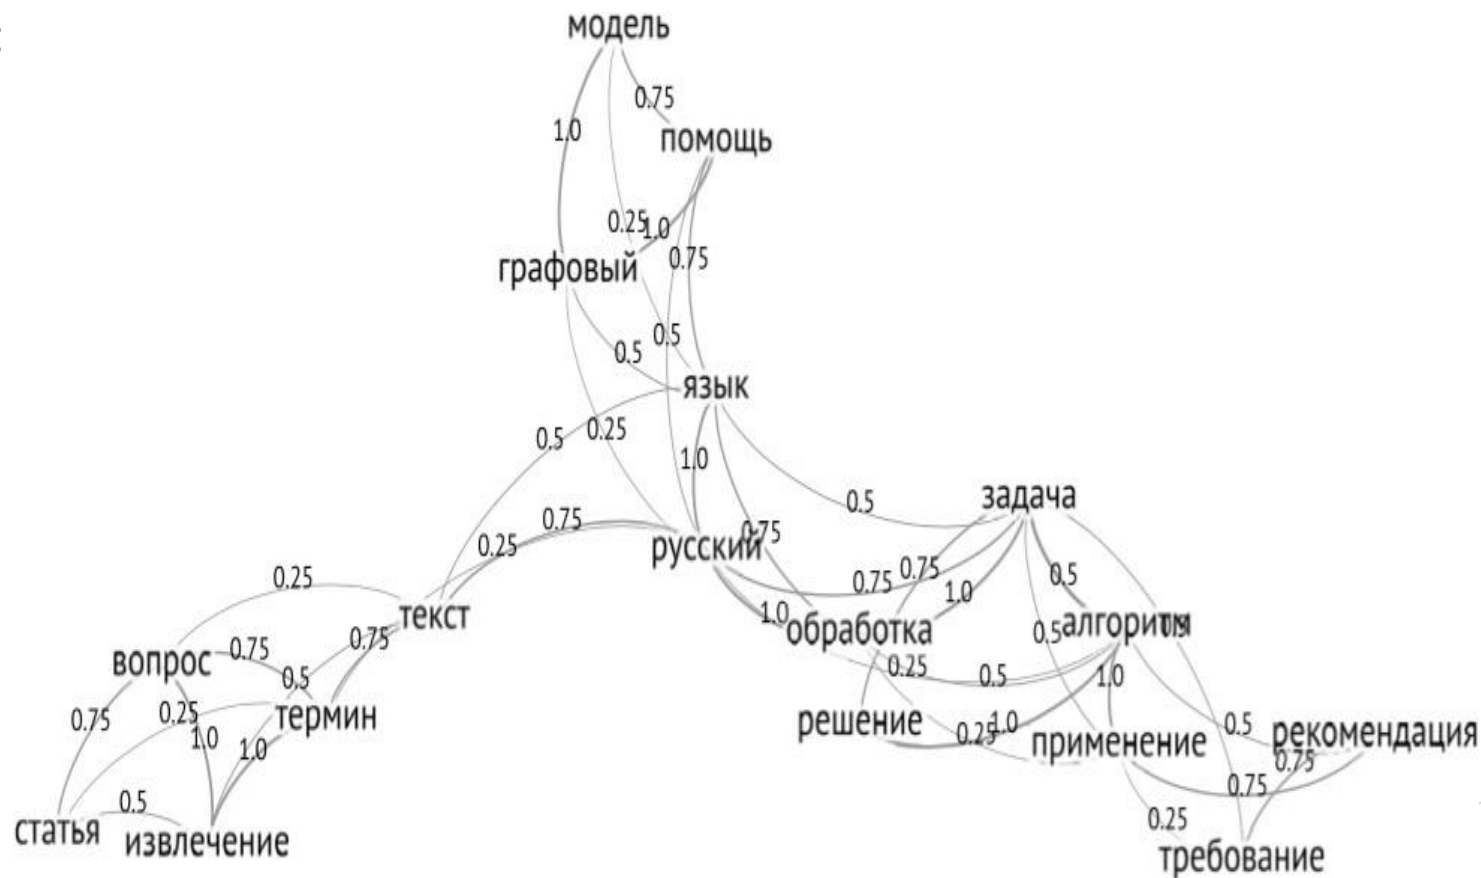 модель
0.75
1.0
помощь
0.25
1.0
0.75
графовый
0.5
0.5
язык
0.5
0.25
1.0
0.5
задача
0.75
0.25
0.75
русский
0.75
0.75
0.5
1.0
0.25
текст
1.0
обработка
0.5
алгоритм
0.75
0.75
вопрос
0.5
0.25
0.5
1.0
0.75
0.25
термин
1.0
1.0
решение
0.25
1.0
применение
0.5
рекомендация
0.75
0.75
0.5
статья
извлечение
0.25
требование